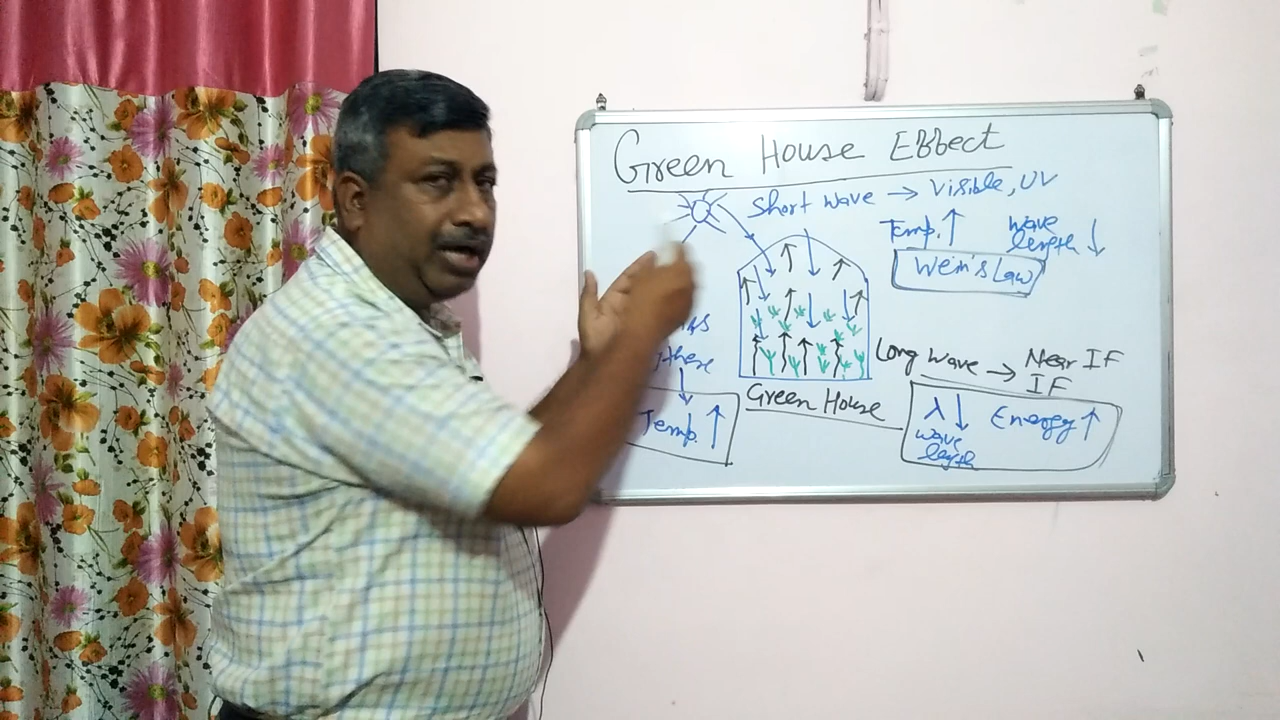 Green House Effect
Short wave → Visible, UV
Temp. ↑ wave length ↓
Wein's Law
Long wave → Near IF
IF
Green House
λ ↓ Energy ↑
wave
length
Temp. ↑